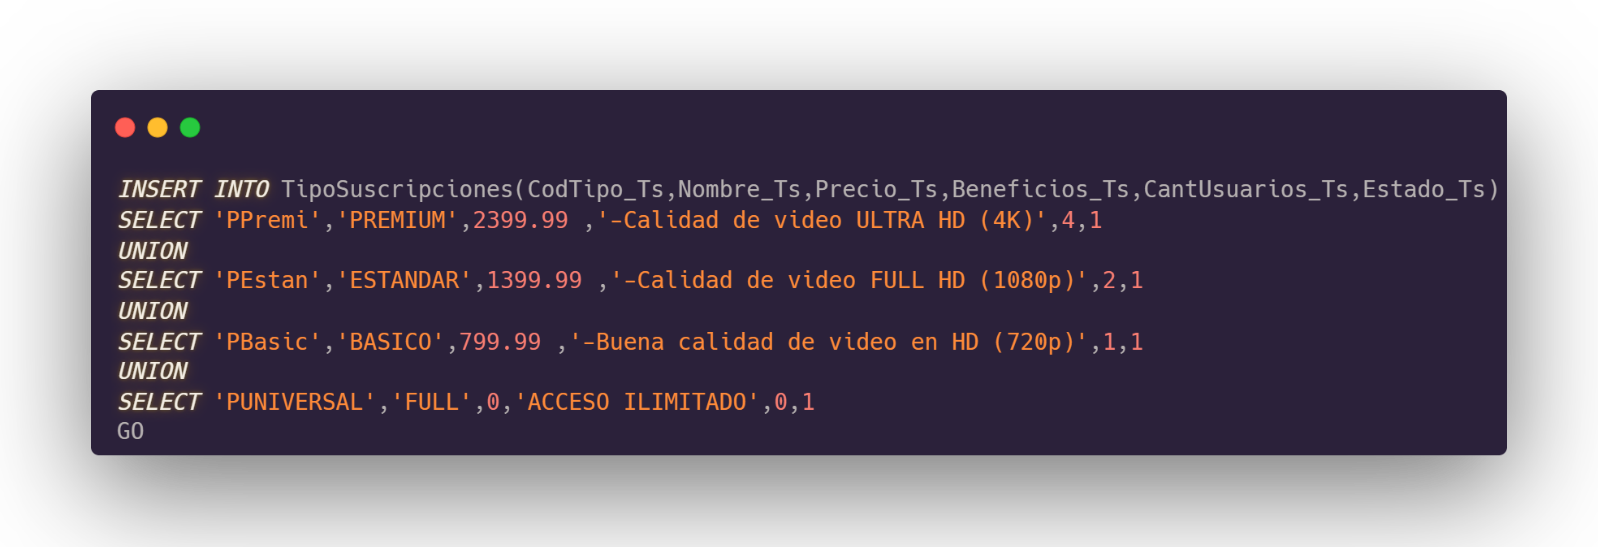 INSERT INTO TipoSuscripciones(CodTipo_Ts,Nombre_Ts,Precio_Ts,Beneficios_Ts,CantUsuarios_Ts,Estado_Ts)
SELECT 'PPremi','PREMIUM',2399.99 ,'-Calidad de video ULTRA HD (4K)',4,1
UNION
SELECT 'PEstan','ESTANDAR',1399.99 ,'-Calidad de video FULL HD (1080p)',2,1
UNION
SELECT 'PBasic','BASICO',799.99 ,'-Buena calidad de video en HD (720p)',1,1
UNION
SELECT 'PUNIVERSAL','FULL',0,'ACCESO ILIMITADO',0,1
GO